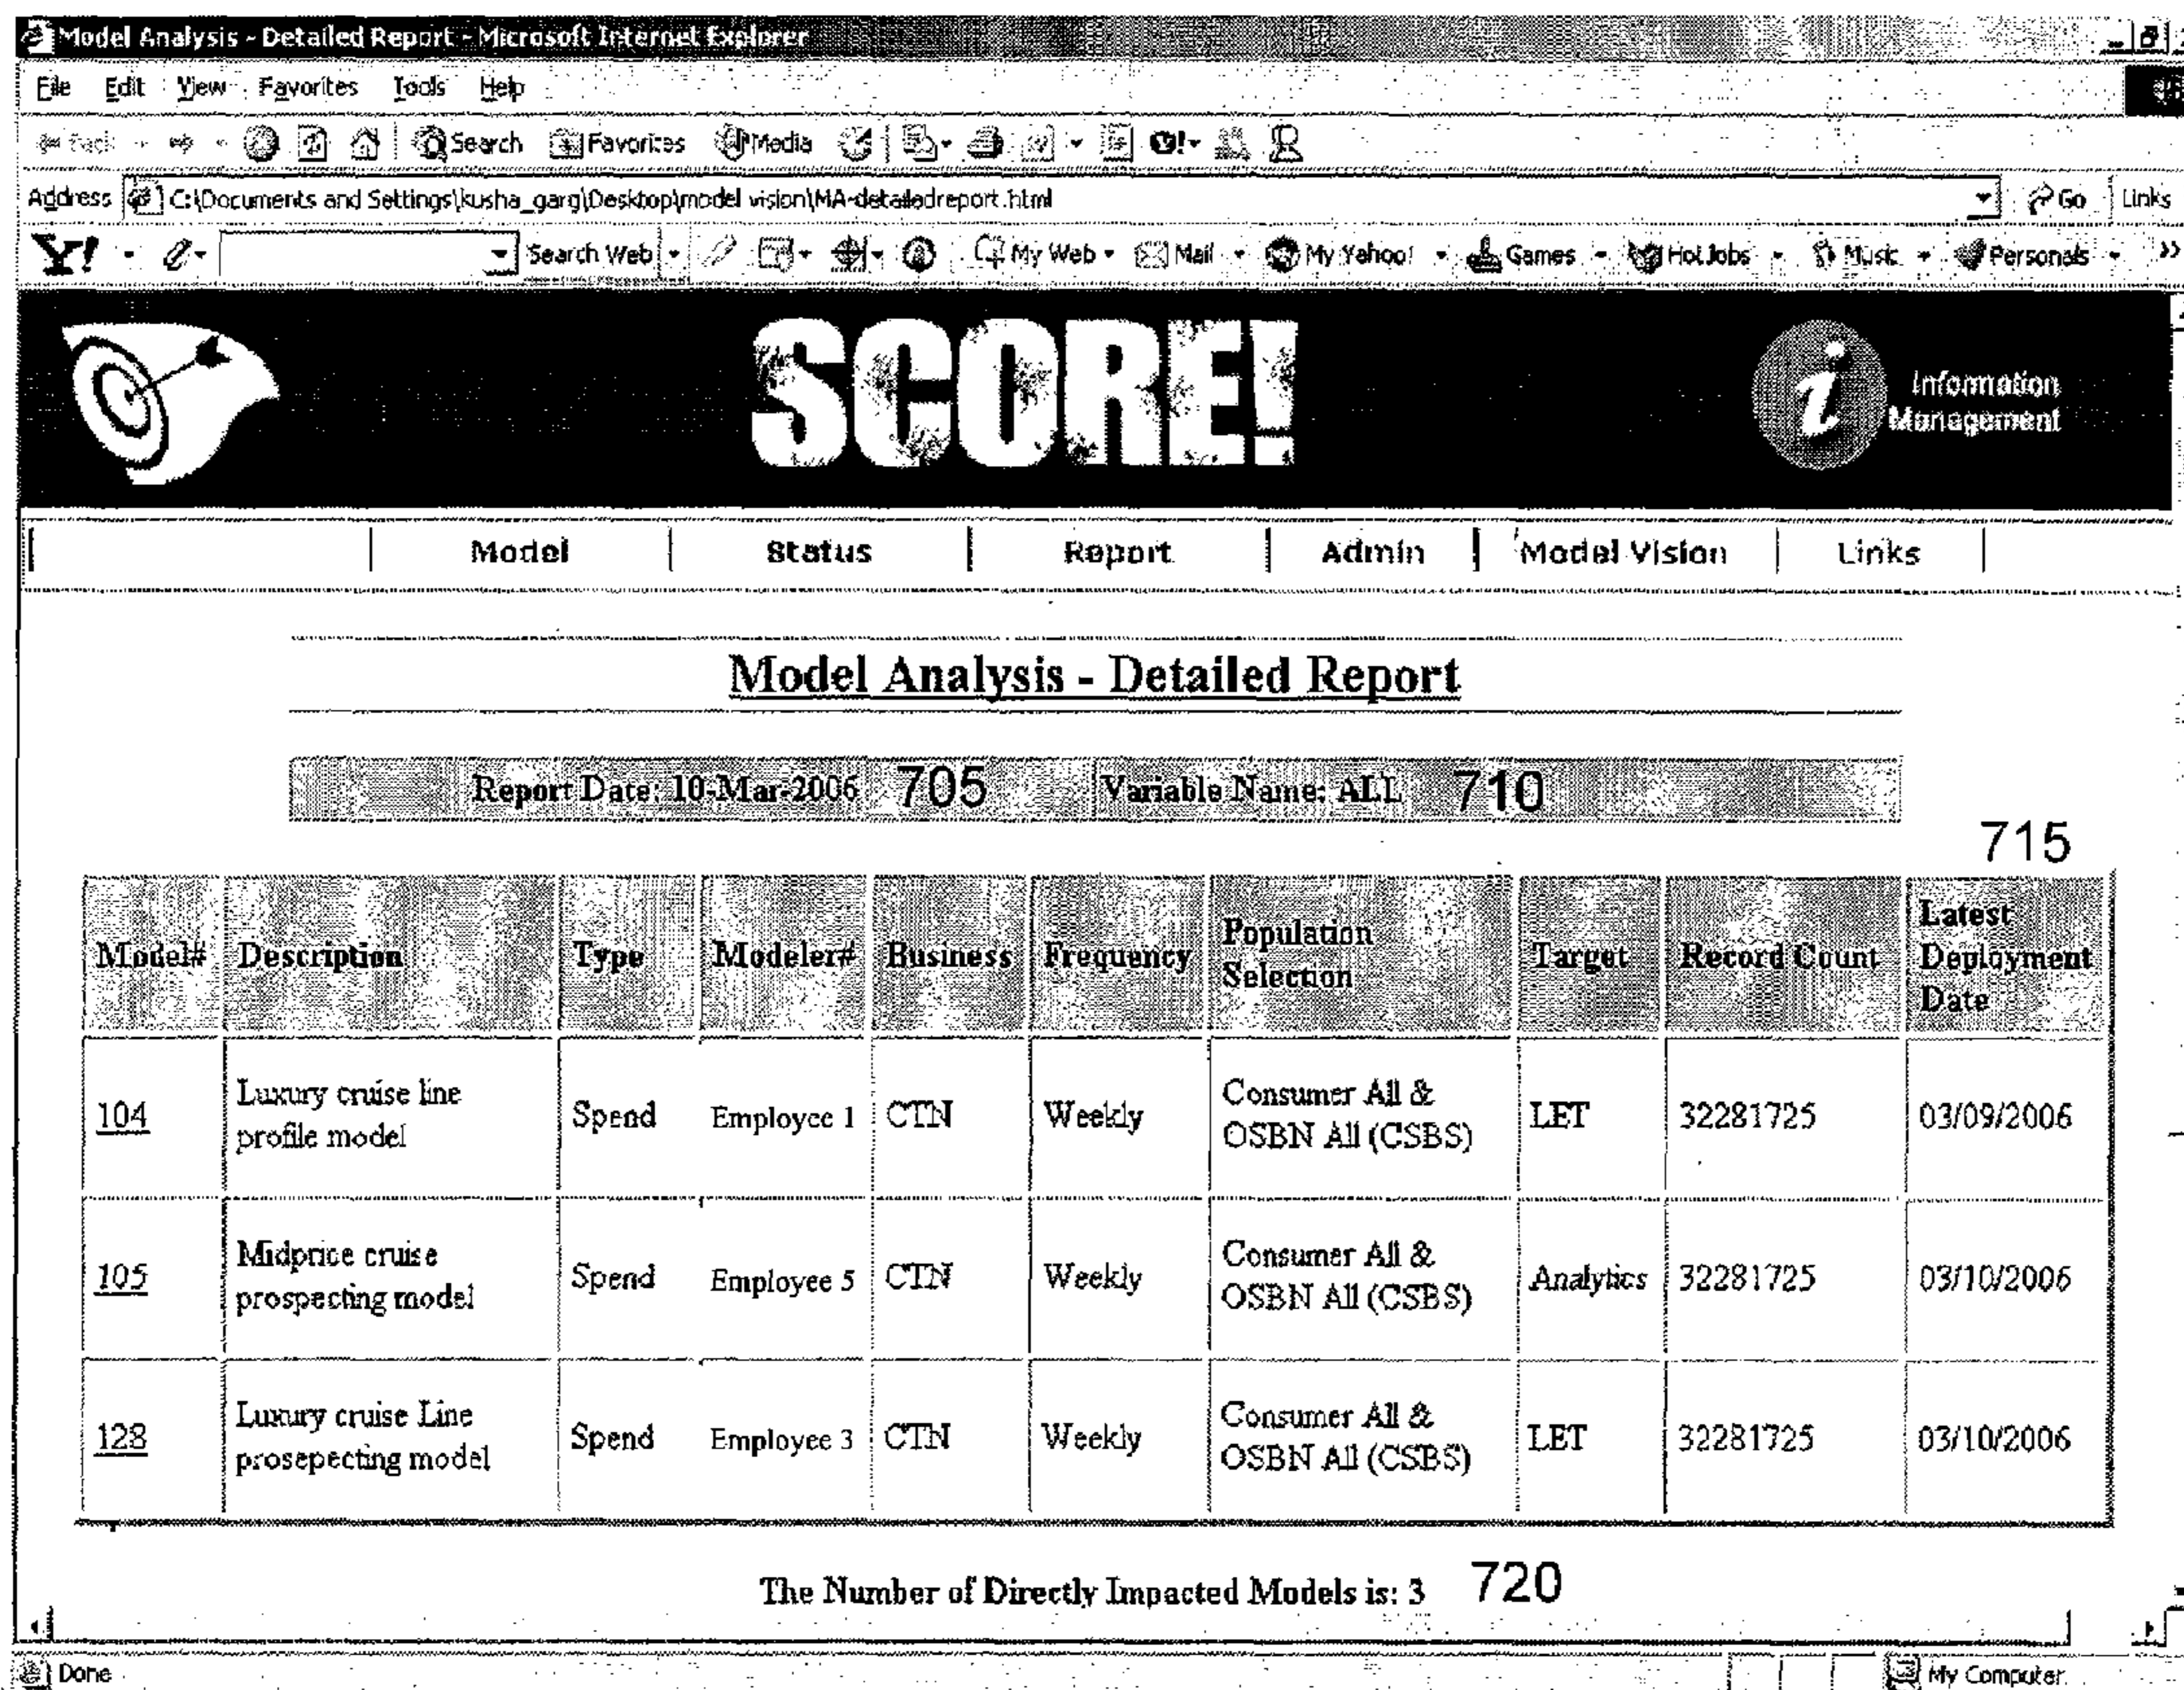 Model Analysis - Detailed Report - Microsoft Internet Explorer
File Edit View Favorites Tools Help
Back Search Favorites Media
Address C:\Documents and Settings\kusha_garg\Desktop\model vision\MA-detailedreport.html Go Links
Y! Search Web My Web Mail My Yahoo! Games HotJobs Music Personals >>
SCORE!
i Information
Management
Model Status Report Admin Model Vision Links
Model Analysis - Detailed Report
Report Date: 10-Mar-2006 705 Variable Name: ALL 710
715
Model# Description Type Modeler# Business Frequency Population Selection Target Record Count Latest Deployment Date
104 Luxury cruise line profile model Spend Employee 1 CTN Weekly Consumer All & OSBN All (CSBS) LET 32281725 03/09/2006
105 Midprice cruise prospecting model Spend Employee 5 CTN Weekly Consumer All & OSBN All (CSBS) Analytics 32281725 03/10/2006
128 Luxury cruise Line prosepecting model Spend Employee 3 CTN Weekly Consumer All & OSBN All (CSBS) LET 32281725 03/10/2006
The Number of Directly Impacted Models is: 3 720
Done My Computer